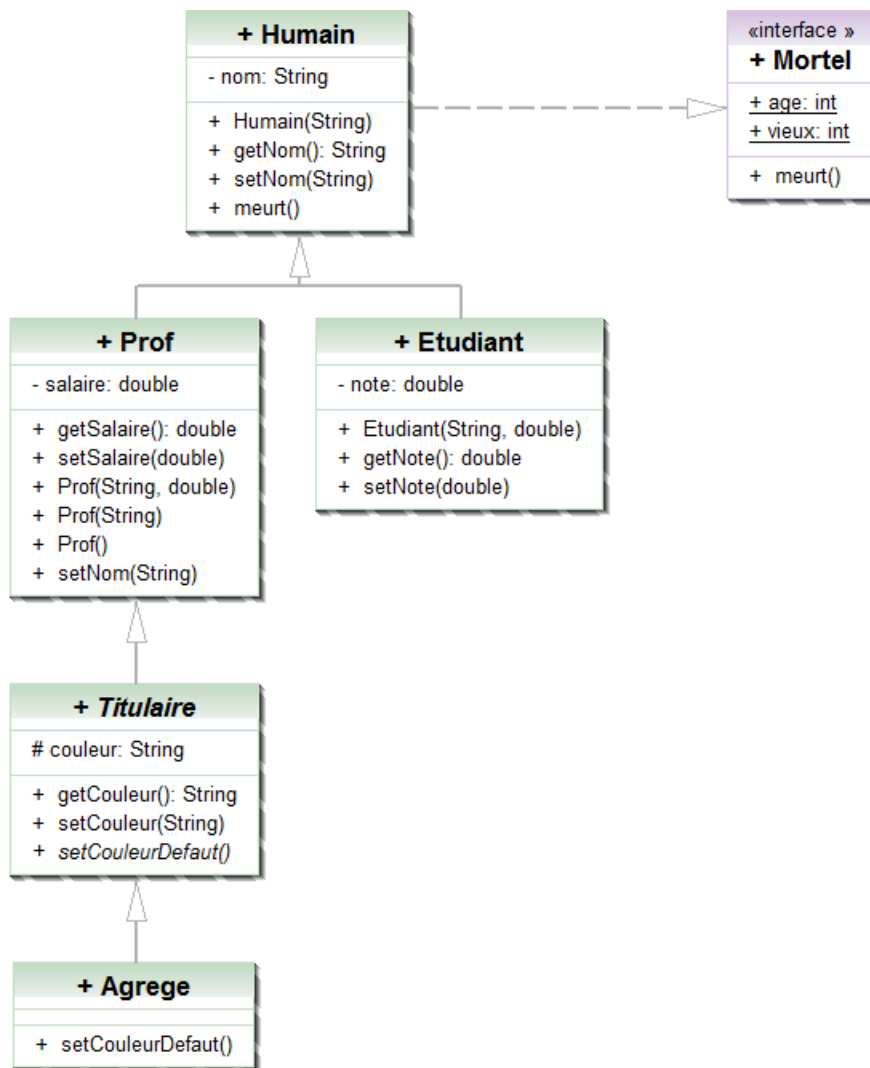 + Humain
- nom: String
+ Humain(String)
+ getNom(): String
+ setNom(String)
+ meurt()
«interface »
+ Mortel
+ age: int
+ vieux: int
+ meurt()
+ Prof
- salaire: double
+ getSalaire(): double
+ setSalaire(double)
+ Prof(String, double)
+ Prof(String)
+ Prof()
+ setNom(String)
+ Etudiant
- note: double
+ Etudiant(String, double)
+ getNote(): double
+ setNote(double)
+ Titulaire
# couleur: String
+ getCouleur(): String
+ setCouleur(String)
+ setCouleurDefaut()
+ Agrege
+ setCouleurDefaut()